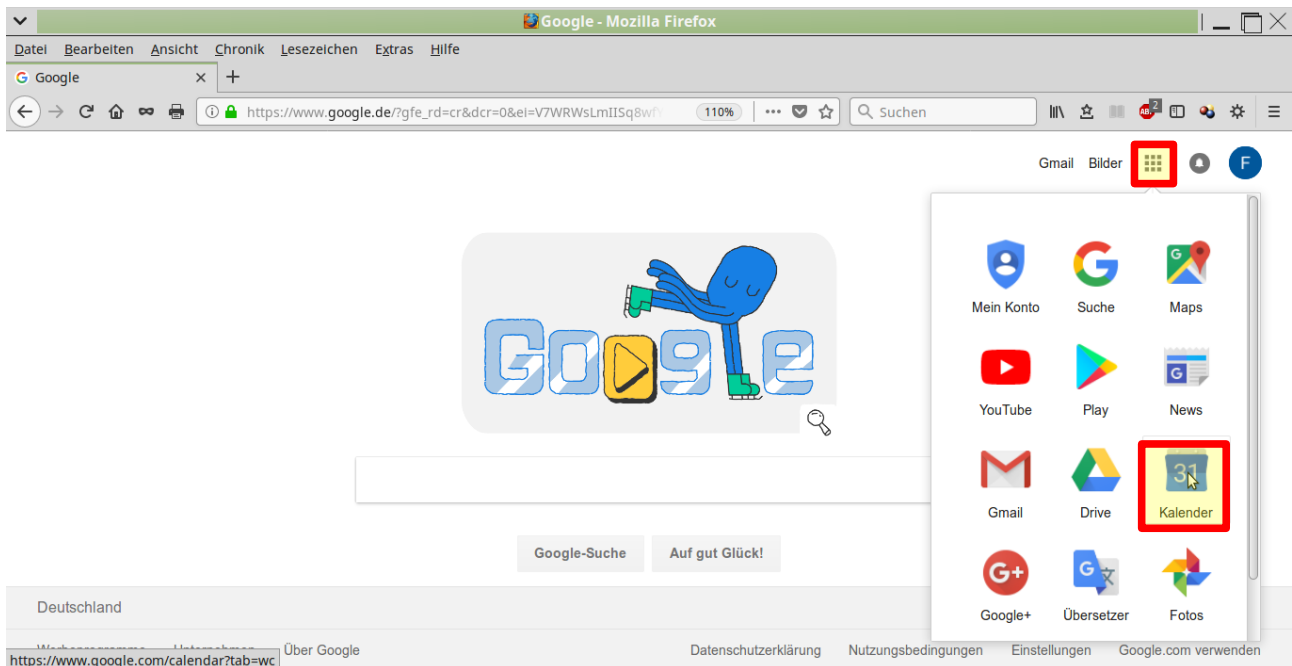 Google - Mozilla Firefox
Datei Bearbeiten Ansicht Chronik Lesezeichen Extras Hilfe
Google
https://www.google.de/?gfe_rd=cr&dcr=0&ei=V7WRWsLmIISq8wf 110% Suchen
ABP 2
Gmail Bilder F
Google
Mein Konto Suche Maps
YouTube Play News
31
Gmail Drive Kalender
Google+ Übersetzer Fotos
Google-Suche Auf gut Glück!
Deutschland
Über Google Datenschutzerklärung Nutzungsbedingungen Einstellungen Google.com verwenden
https://www.google.com/calendar?tab=wc